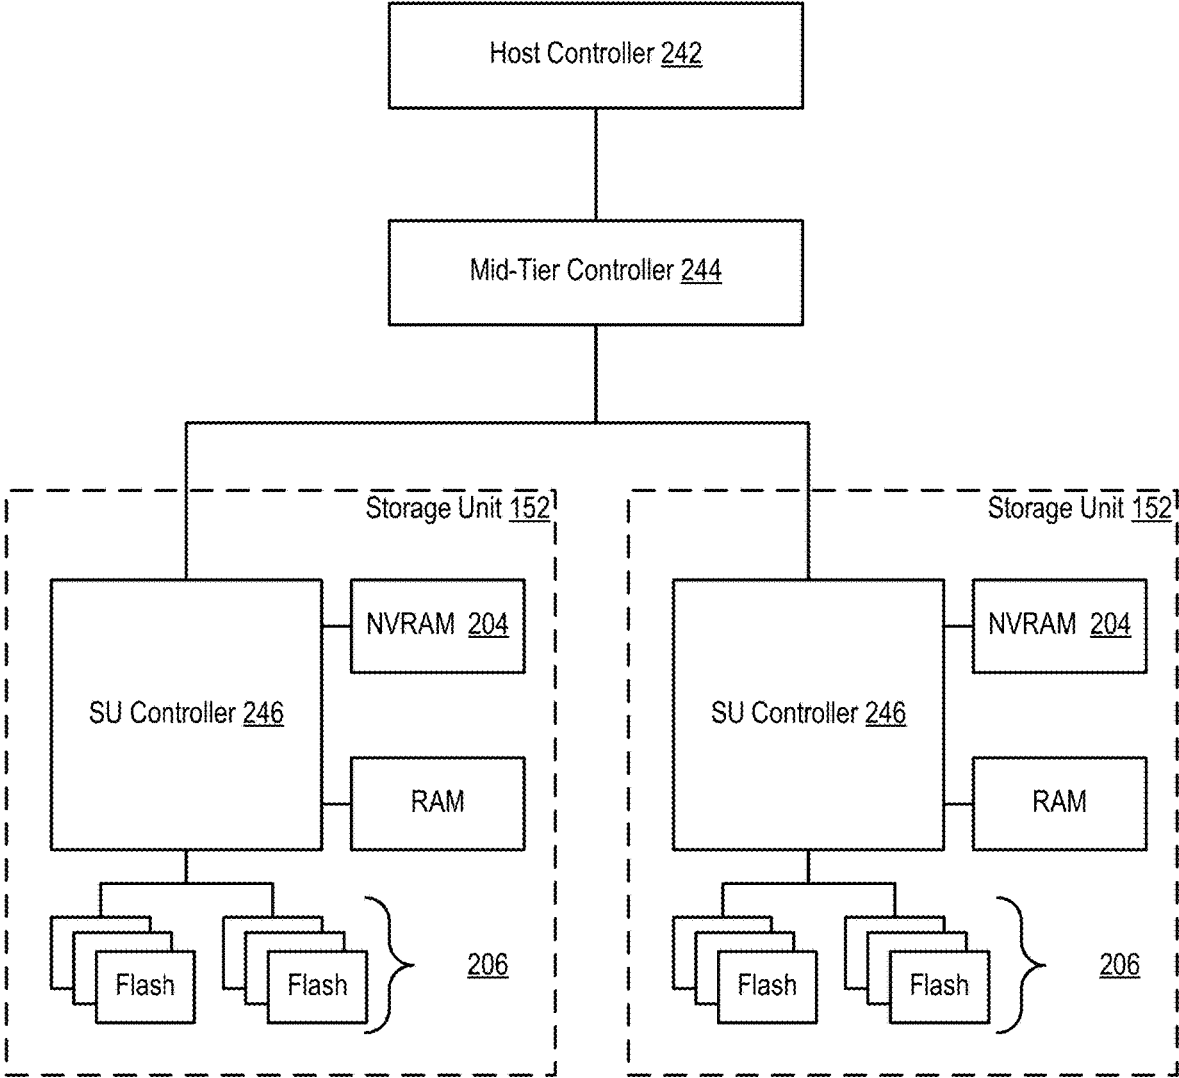 Host Controller 242
Mid-Tier Controller 244
Storage Unit 152
NVRAM 204
SU Controller 246
RAM
Flash
Flash
206
Storage Unit 152
NVRAM 204
SU Controller 246
RAM
Flash
Flash
206